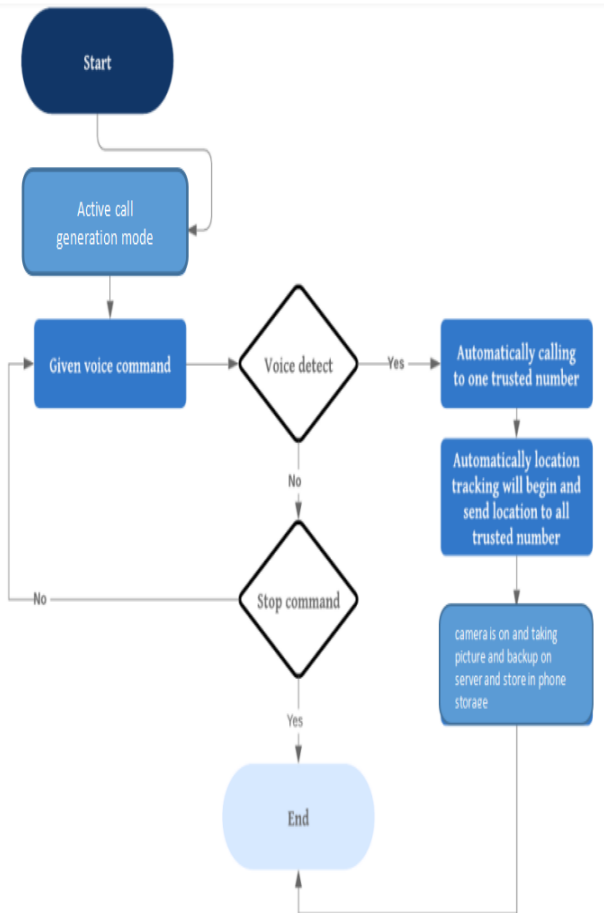 Start
Active call
generation mode
Given voice command
Voice detect
Yes
Automatically calling
to one trusted number
No
Automatically location
tracking will begin and
send location to all
trusted number
No
Stop command
camera is on and taking
picture and backup on
server and store in phone
storage
Yes
End